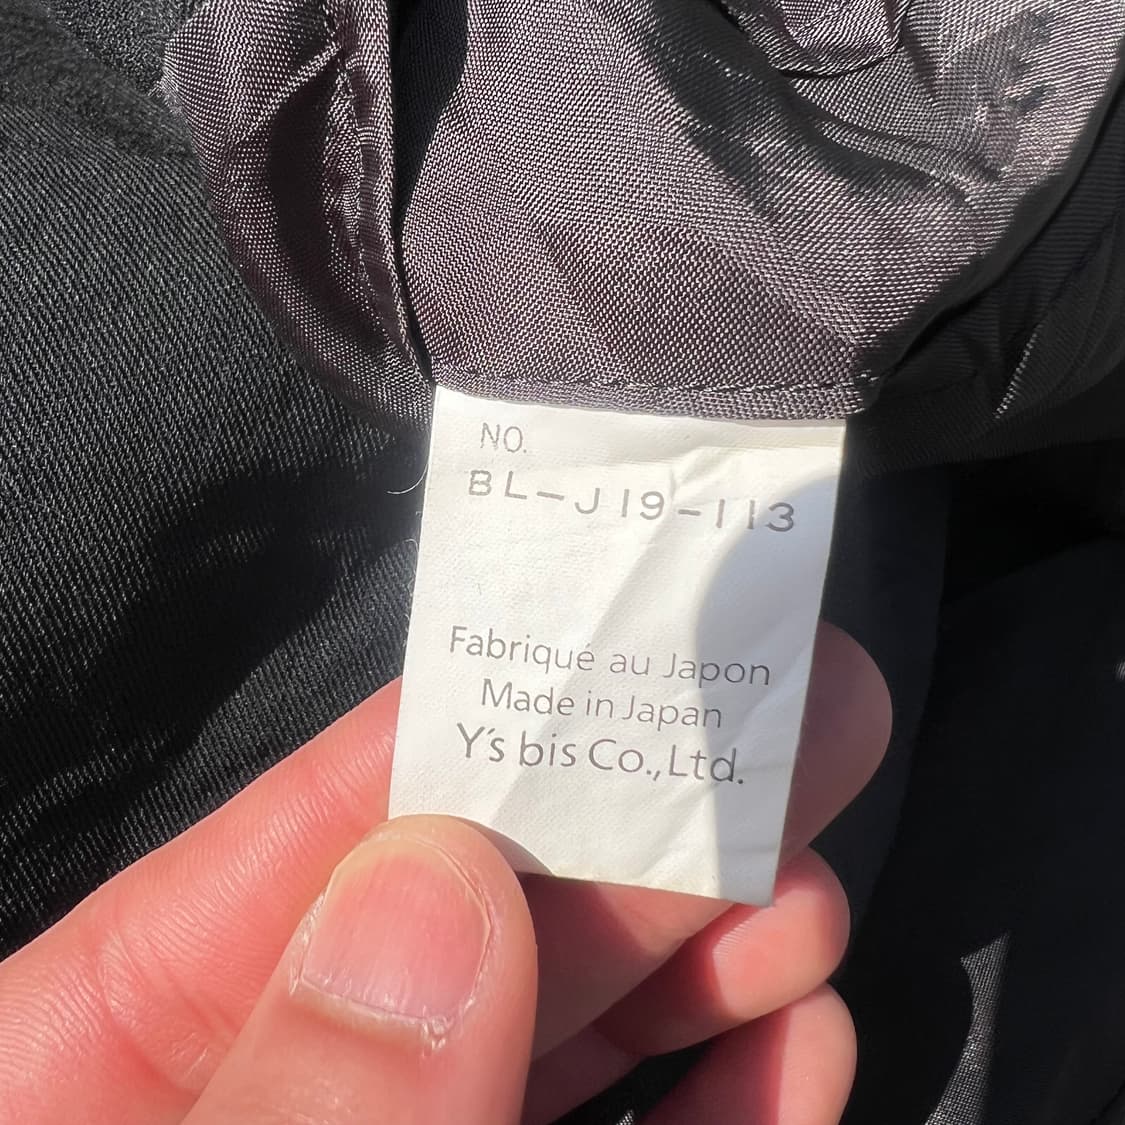 NO.
BL-J19-113
Fabriqué au Japon
Made in Japan
Y's bis Co.,Ltd.